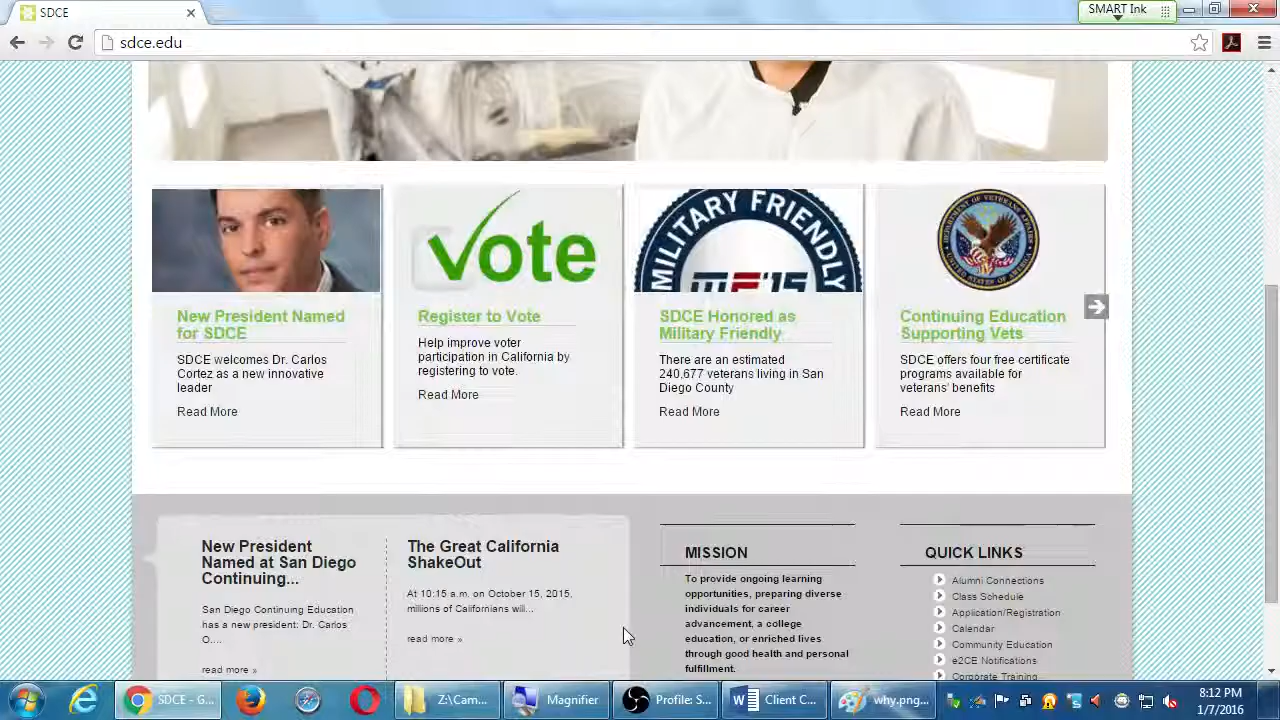 SDCE
SMART Ink
sdce.edu
MILITARY FRIENDLY
MF'15
vote
New President Named
for SDCE
SDCE welcomes Dr. Carlos
Cortez as a new innovative
leader
Read More
Register to Vote
Help improve voter
participation in California by
registering to vote.
Read More
SDCE Honored as
Military Friendly
There are an estimated
240,677 veterans living in San
Diego County
Read More
Continuing Education
Supporting Vets
SDCE offers four free certificate
programs available for
veterans' benefits
Read More
New President
Named at San Diego
Continuing...
San Diego Continuing Education
has a new president: Dr. Carlos
O....
read more »
The Great California
ShakeOut
At 10:15 a.m. on October 15, 2015,
millions of Californians will...
read more »
MISSION
To provide ongoing learning
opportunities, preparing diverse
individuals for career
advancement, a college
education, or enriched lives
through good health and personal
fulfillment.
QUICK LINKS
Alumni Connections
Class Schedule
Application/Registration
Calendar
Community Education
e2CE Notifications
Corporate Training
SDCE - G...
Z:\Cam...
Magnifier
Profile: S...
Client C...
why.png...
8:12 PM
1/7/2016